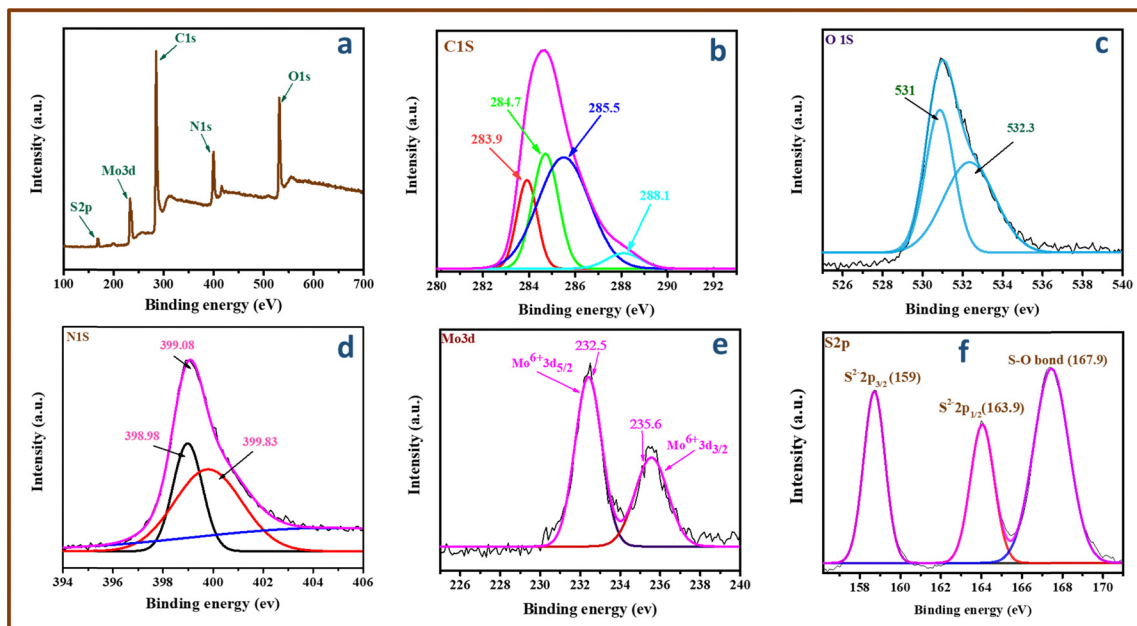 a
C1s
O1s
N1s
Mo3d
S2p
Intensity (a.u.)
100 200 300 400 500 600 700
Binding energy (eV)
C1S
b
284.7
285.5
283.9
288.1
Intensity (a.u.)
280 282 284 286 288 290 292
Binding energy (eV)
O 1S
c
531
532.3
Intensity (a.u.)
526 528 530 532 534 536 538 540
Binding energy (eV)
N1S
d
399.08
398.98
399.83
Intensity (a.u.)
394 396 398 400 402 404 406
Binding energy (ev)
Mo3d
e
232.5
Mo⁶⁺3d₅/₂
235.6
Mo⁶⁺3d₃/₂
Intensity (a.u.)
226 228 230 232 234 236 238 240
Binding energy (ev)
S2p
f
S-O bond (167.9)
S²⁻2p₃/₂ (159)
S²⁻2p₁/₂(163.9)
Intensity (a.u.)
158 160 162 164 166 168 170
Binding energy (eV)